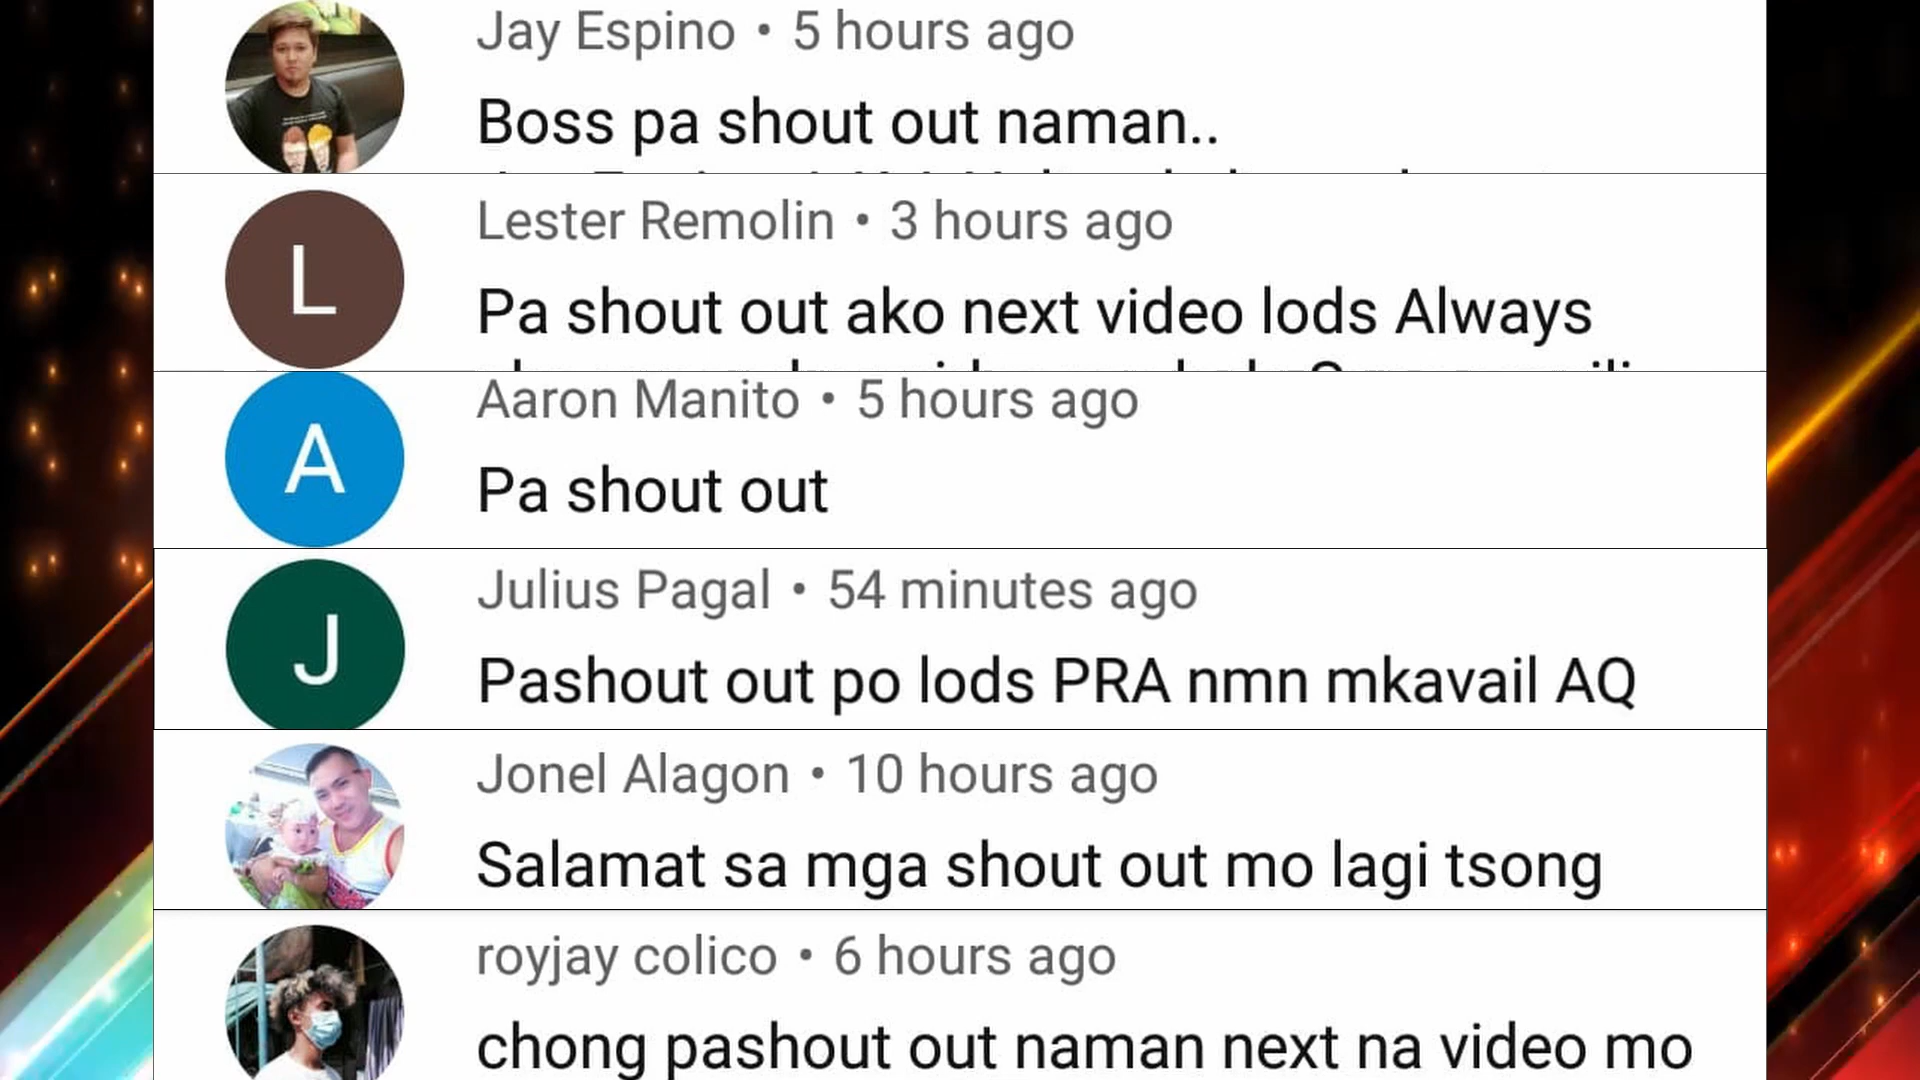 Jay Espino • 5 hours ago
Boss pa shout out naman..
L
Lester Remolin • 3 hours ago
Pa shout out ako next video lods Always
A
Aaron Manito • 5 hours ago
Pa shout out
J
Julius Pagal • 54 minutes ago
Pashout out po lods PRA nmn mkavail AQ
Jonel Alagon • 10 hours ago
Salamat sa mga shout out mo lagi tsong
royjay colico • 6 hours ago
chong pashout out naman next na video mo